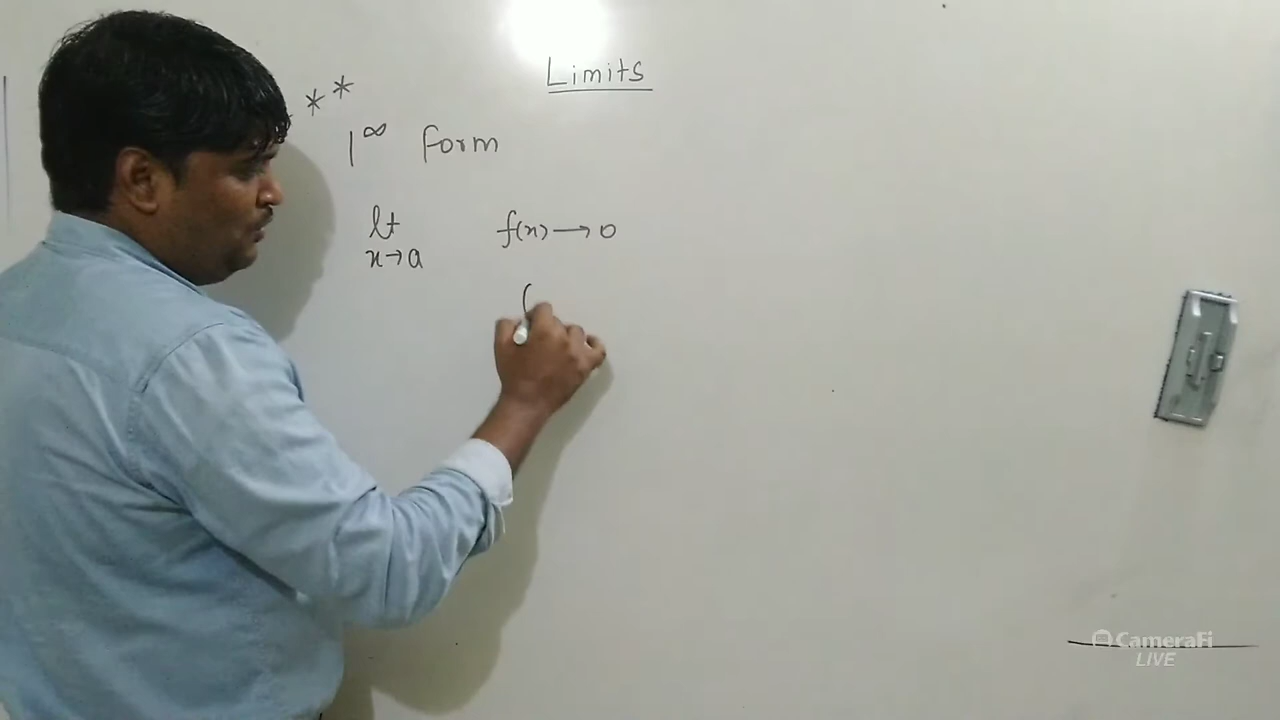 Limits
**
1^∞ form
lt f(x) → 0
x→a
(
CameraFi
LIVE